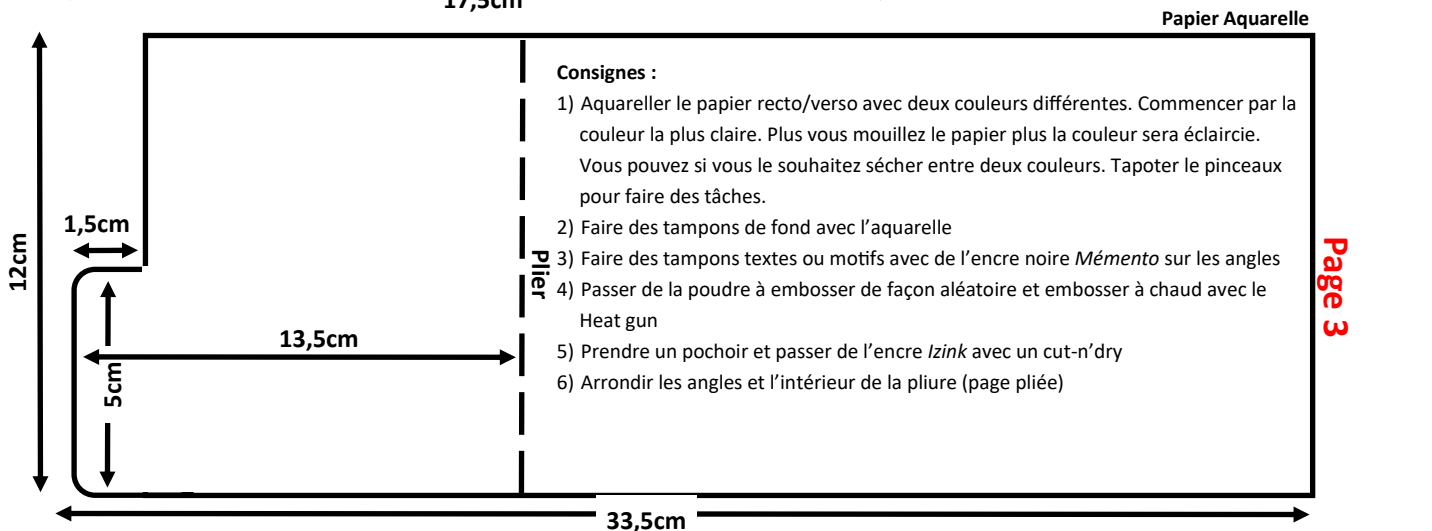 17,5cm
Papier Aquarelle
Consignes :
1) Aquareller le papier recto/verso avec deux couleurs différentes. Commencer par la
couleur la plus claire. Plus vous mouillez le papier plus la couleur sera éclaircie.
Vous pouvez si vous le souhaitez sécher entre deux couleurs. Tapoter le pinceaux
pour faire des tâches.
2) Faire des tampons de fond avec l’aquarelle
3) Faire des tampons textes ou motifs avec de l’encre noire Mémento sur les angles
4) Passer de la poudre à embosser de façon aléatoire et embosser à chaud avec le
Heat gun
5) Prendre un pochoir et passer de l’encre Izink avec un cut-n’dry
6) Arrondir les angles et l’intérieur de la pliure (page pliée)
1,5cm
12cm
Plier
Page 3
13,5cm
5cm
33,5cm